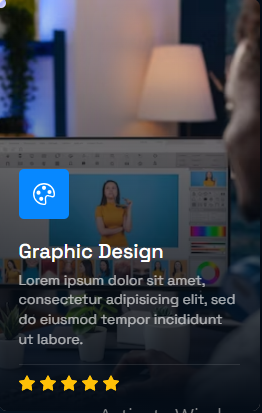 Graphic Design
Lorem ipsum dolor sit amet,
consectetur adipisicing elit, sed
do eiusmod tempor incididunt
ut labore.